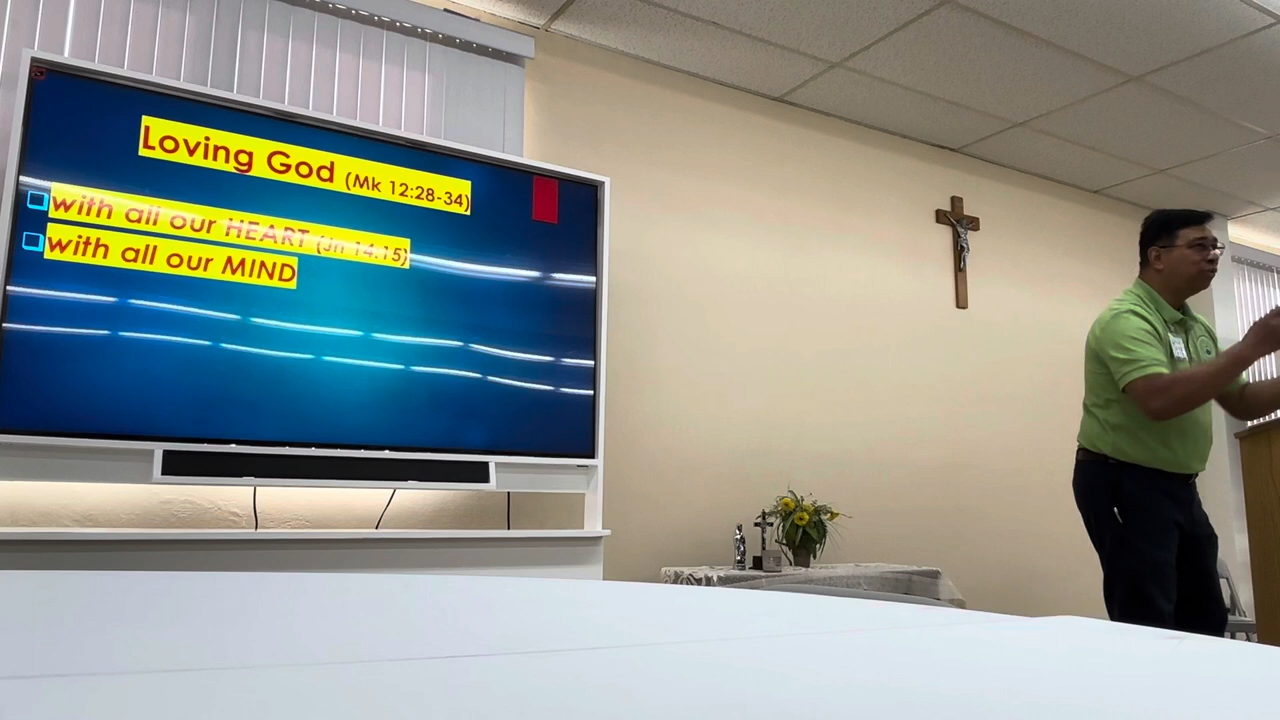 Loving God (Mk 12:28-34)
with all our HEART (Jn 14:15)
with all our MIND